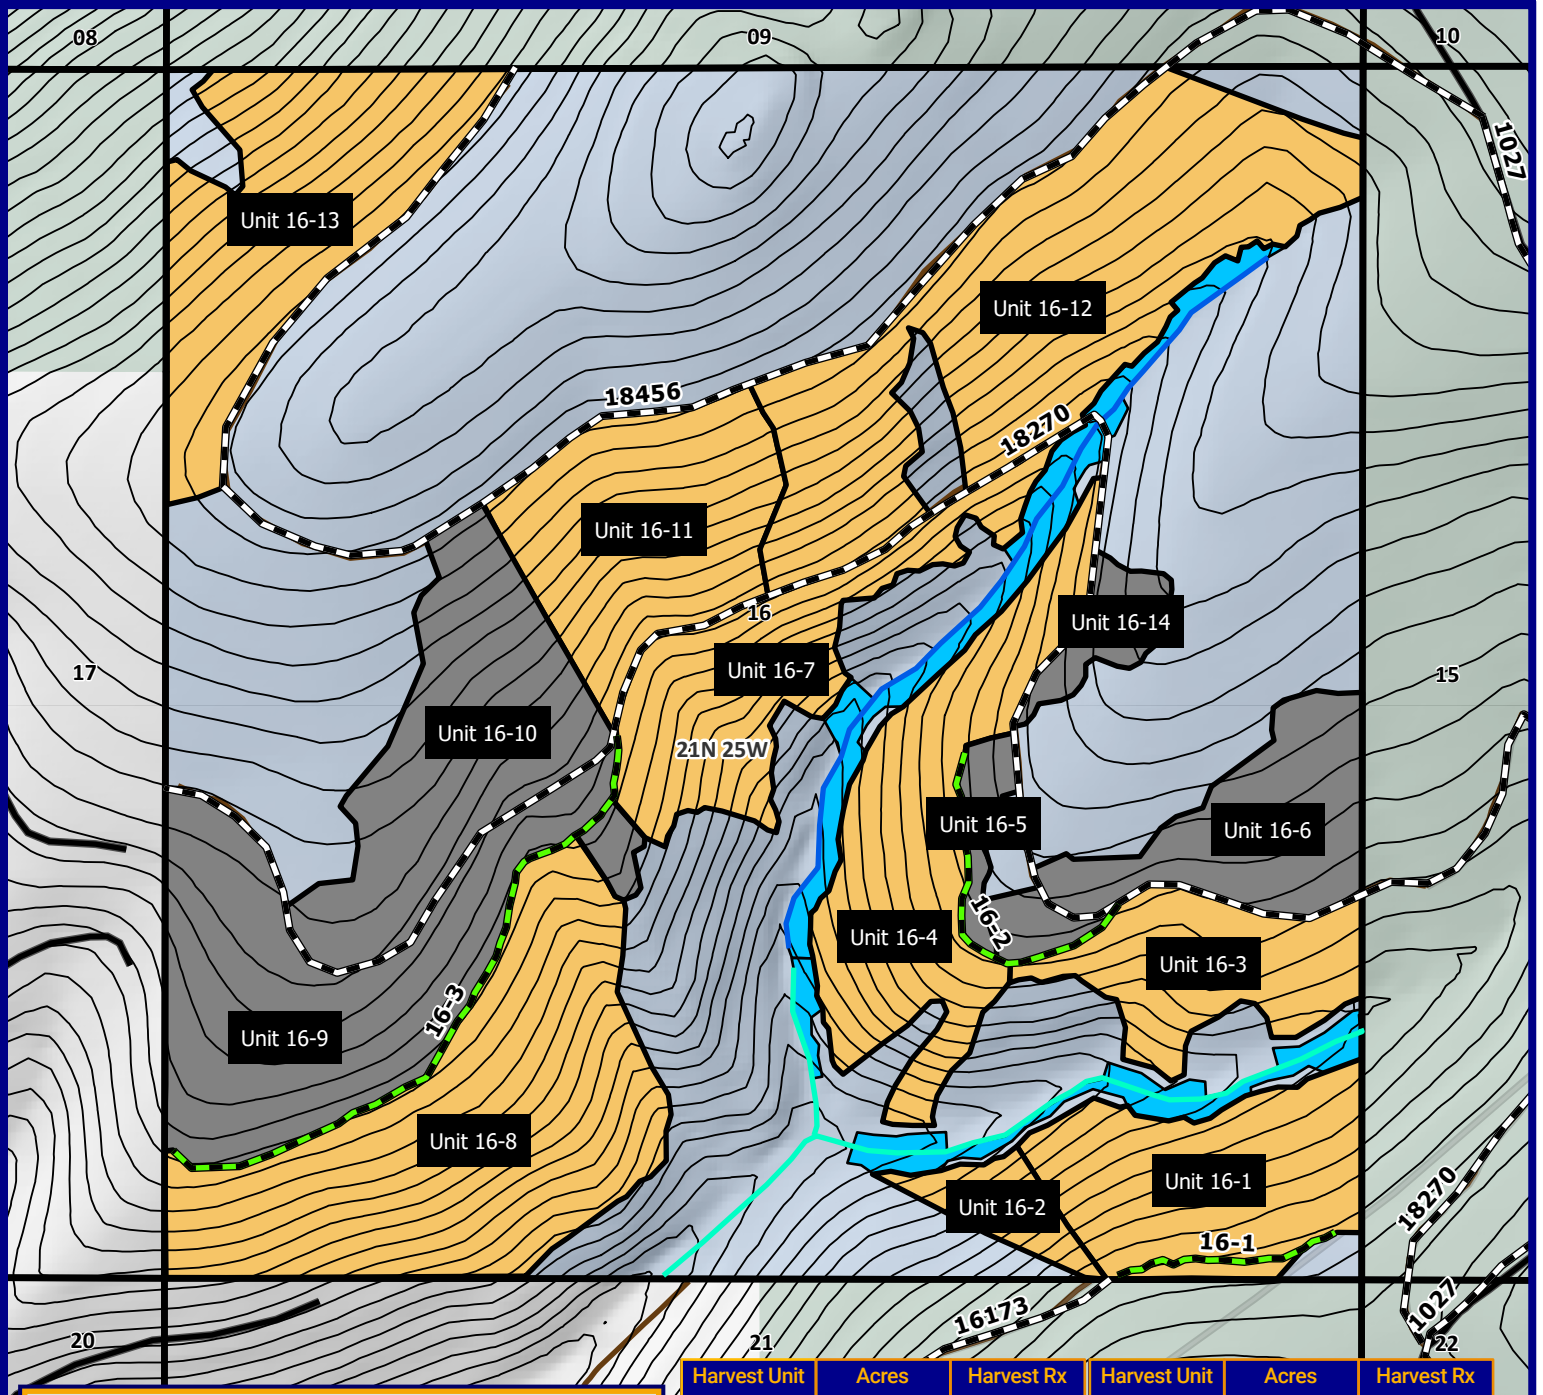 08
09
10
1027
Unit 16-13
Unit 16-12
18456
18270
Unit 16-11
16
Unit 16-14
17
Unit 16-7
15
Unit 16-10
21N 25W
Unit 16-5
Unit 16-6
16-2
Unit 16-4
Unit 16-3
16-3
Unit 16-9
Unit 16-8
Unit 16-1
Unit 16-2
18270
16-1
16173
1027
20
21
22
Harvest Unit Acres Harvest Rx Harvest Unit Acres Harvest Rx